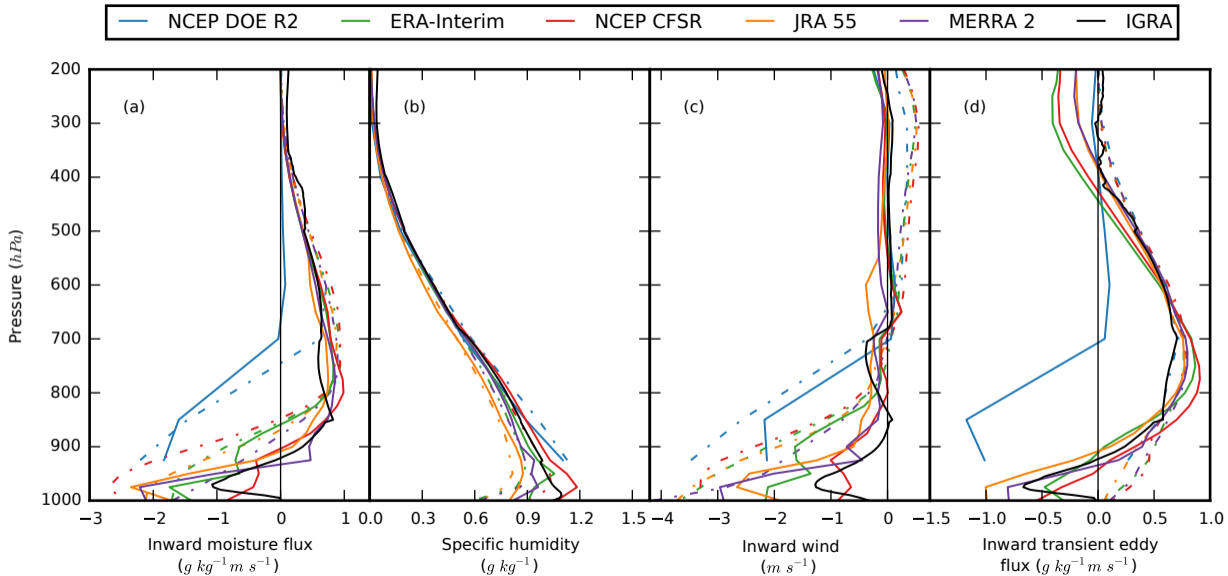 NCEP DOE R2 ERA-Interim NCEP CFSR JRA 55 MERRA 2 IGRA
(a) (b) (c) (d)
200
300
400
500
600
700
800
900
1000
Pressure (hPa)
−3 −2 −1 0 1
0.0 0.3 0.6 0.9 1.2 1.5
−4 −3 −2 −1 0
−1.5 −1.0 −0.5 0.0 0.5 1.0
Inward moisture flux
(g kg⁻¹ m s⁻¹)
Specific humidity
(g kg⁻¹)
Inward wind
(m s⁻¹)
Inward transient eddy
flux (g kg⁻¹ m s⁻¹)